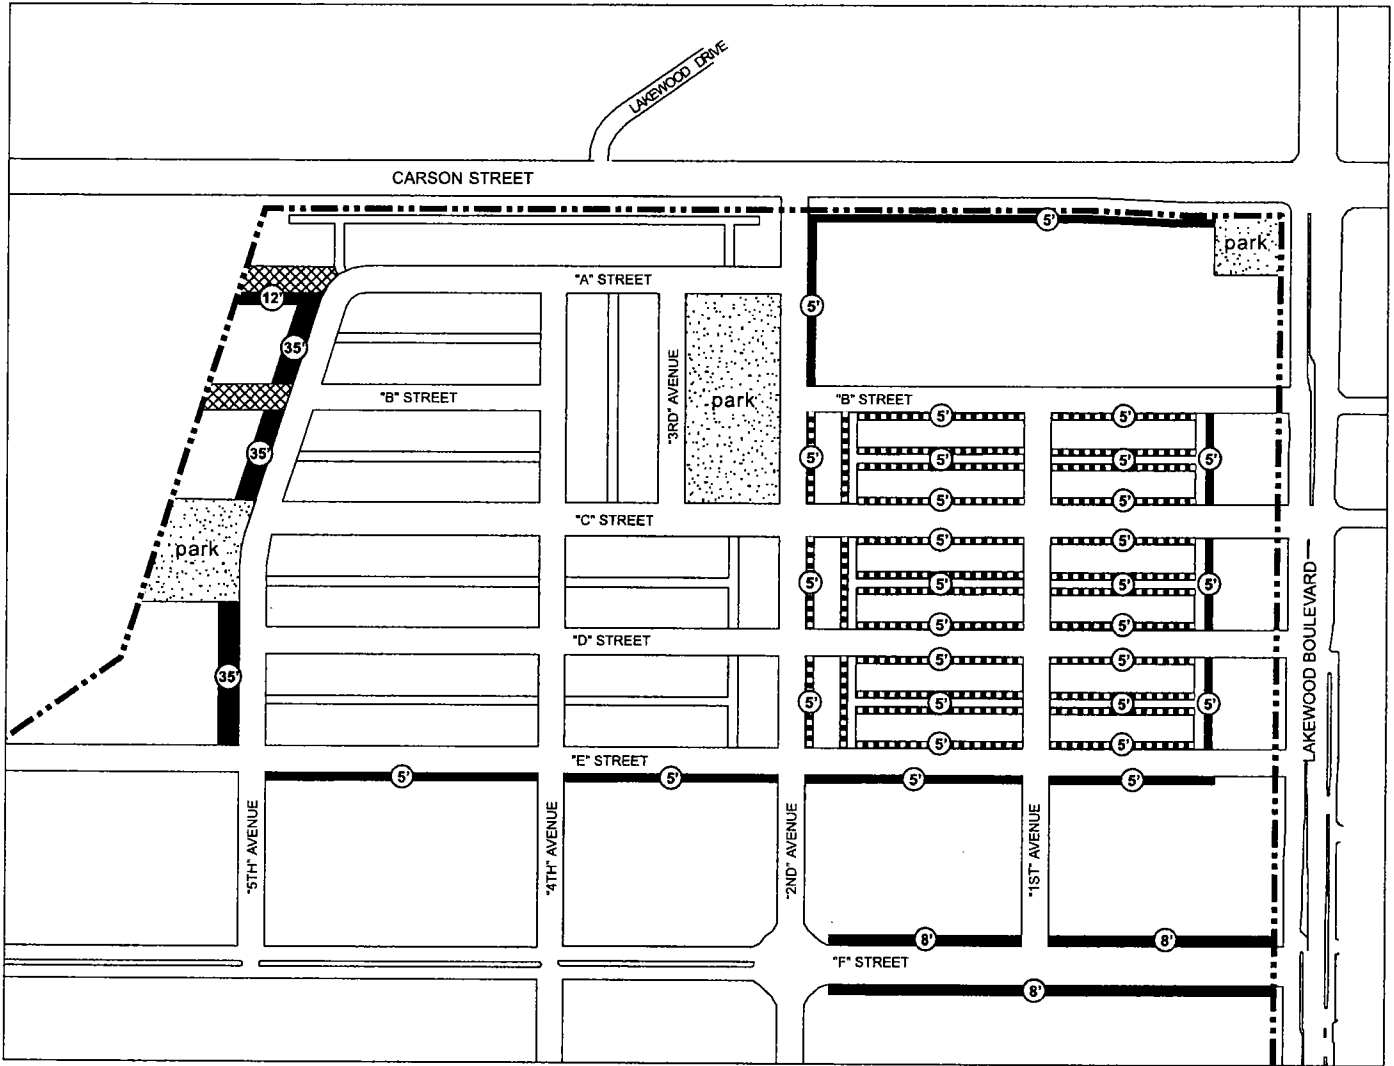 LAKEWOOD DRIVE
CARSON STREET
5'
park
"A" STREET
12'
5'
35'
"3RD" AVENUE
park
"B" STREET
"B" STREET
5'
5'
35'
5'
5'
5'
5'
5'
5'
"C" STREET
5'
5'
park
5'
5'
5'
5'
5'
"D" STREET
5'
5'
LAKEWOOD BOULEVARD
35'
5'
5'
5'
5'
5'
5'
"E" STREET
5'
5'
5'
5'
5'
5'
"5TH" AVENUE
"4TH" AVENUE
"2ND" AVENUE
"1ST" AVENUE
8'
8'
"F" STREET
8'